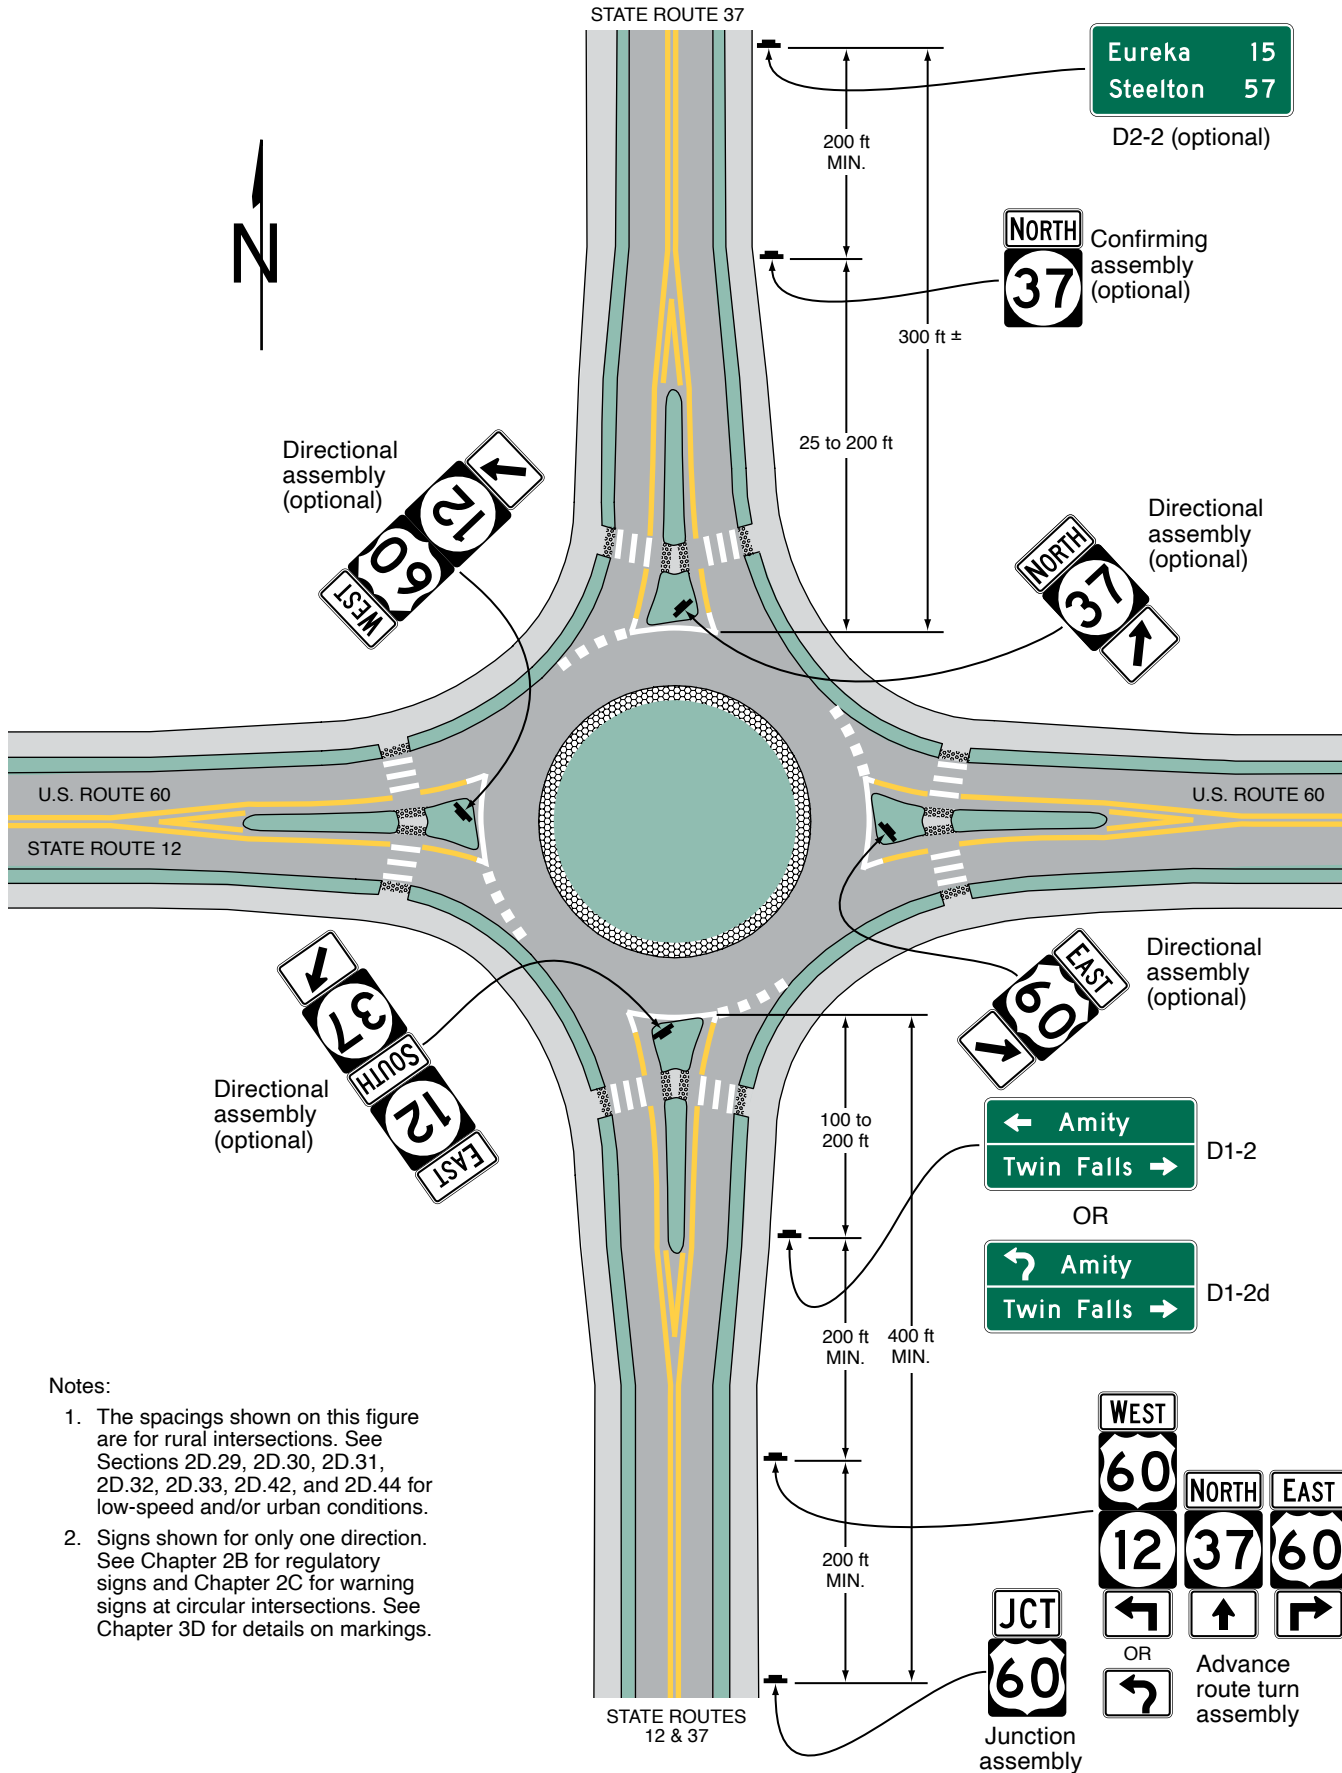 STATE ROUTE 37
Eureka 15
Steelton 57
D2-2 (optional)
200 ft
MIN.
N
NORTH
37
Confirming
assembly
(optional)
300 ft ±
25 to 200 ft
Directional
assembly
(optional)
12
60
WEST
Directional
assembly
(optional)
NORTH
37
U.S. ROUTE 60
STATE ROUTE 12
U.S. ROUTE 60
Directional
assembly
(optional)
37
SOUTH
12
EAST
Directional
assembly
(optional)
EAST
60
100 to
200 ft
Amity
Twin Falls
D1-2
OR
Amity
Twin Falls
D1-2d
200 ft
MIN.
400 ft
MIN.
Notes:
1. The spacings shown on this figure
are for rural intersections. See
Sections 2D.29, 2D.30, 2D.31,
2D.32, 2D.33, 2D.42, and 2D.44 for
low-speed and/or urban conditions.
2. Signs shown for only one direction.
See Chapter 2B for regulatory
signs and Chapter 2C for warning
signs at circular intersections. See
Chapter 3D for details on markings.
200 ft
MIN.
WEST
60
12
NORTH
37
EAST
60
OR
Advance
route turn
assembly
JCT
60
Junction
assembly
STATE ROUTES
12 & 37